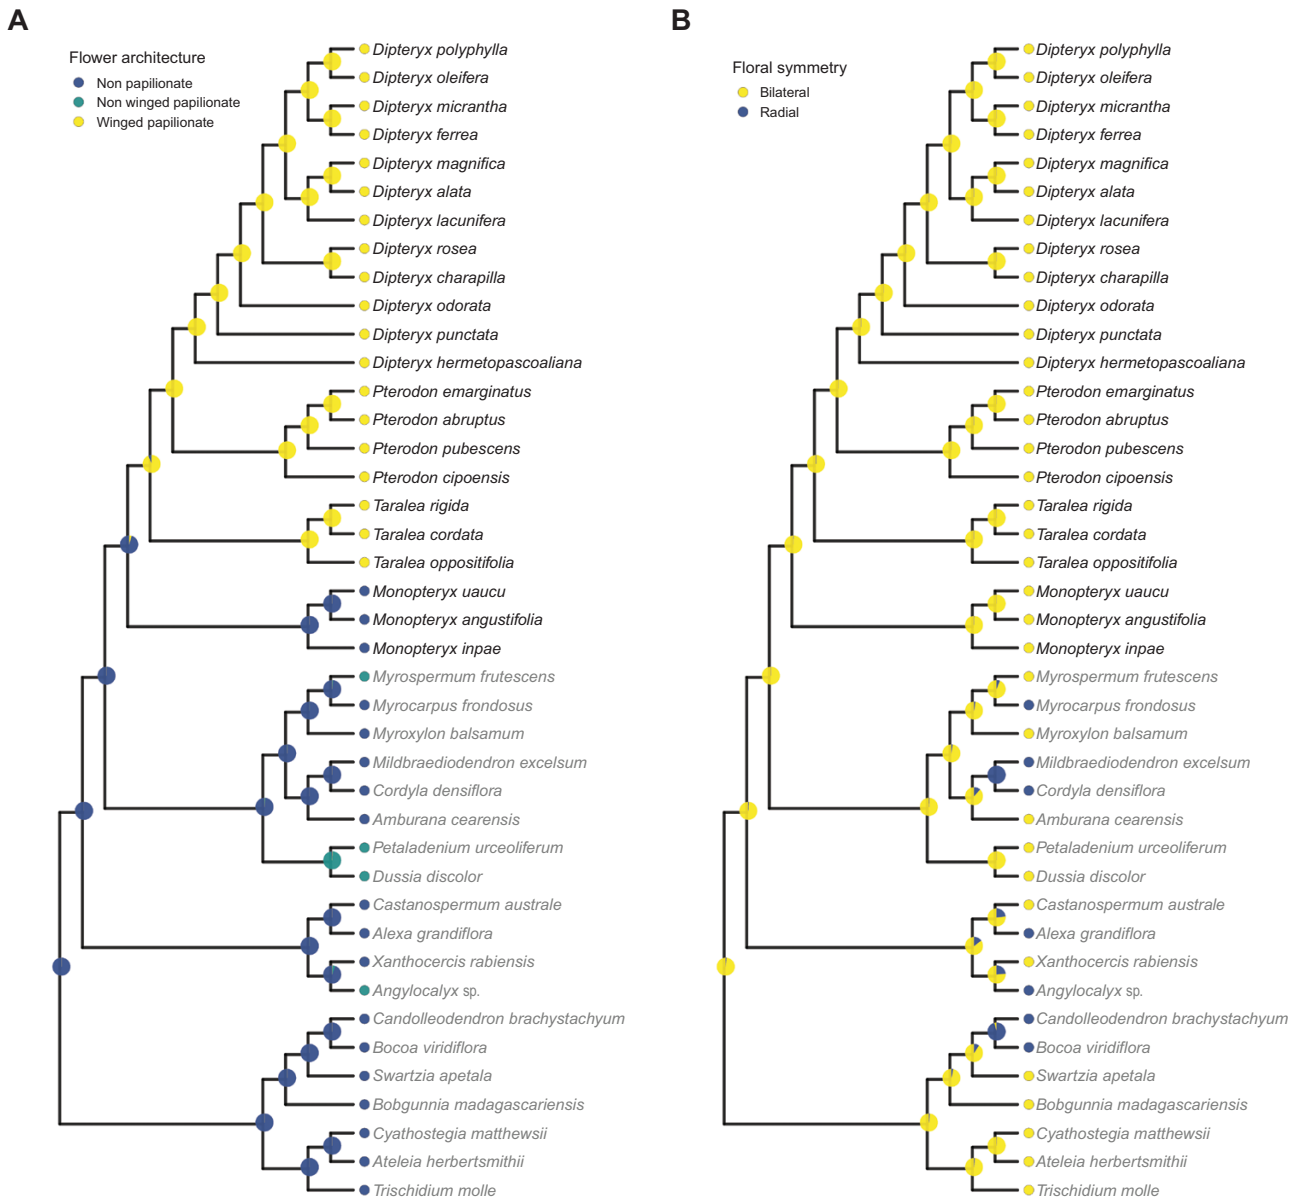 A
Flower architecture
Non papilionate
Non winged papilionate
Winged papilionate
Dipteryx polyphylla
Dipteryx oleifera
Dipteryx micrantha
Dipteryx ferrea
Dipteryx magnifica
Dipteryx alata
Dipteryx lacunifera
Dipteryx rosea
Dipteryx charapilla
Dipteryx odorata
Dipteryx punctata
Dipteryx hermetopascoaliana
Pterodon emarginatus
Pterodon abruptus
Pterodon pubescens
Pterodon cipoensis
Taralea rigida
Taralea cordata
Taralea oppositifolia
Monopteryx uaucu
Monopteryx angustifolia
Monopteryx inpae
Myrospermum frutescens
Myrocarpus frondosus
Myroxylon balsamum
Mildbraediodendron excelsum
Cordyla densiflora
Amburana cearensis
Petaladenium urceoliferum
Dussia discolor
Castanospermum australe
Alexa grandiflora
Xanthocercis rabiensis
Angylocalyx sp.
Candolleodendron brachystachyum
Bocoa viridiflora
Swartzia apetala
Bobgunnia madagascariensis
Cyathostegia matthewsii
Ateleia herbertsmithii
Trischidium molle
B
Floral symmetry
Bilateral
Radial
Dipteryx polyphylla
Dipteryx oleifera
Dipteryx micrantha
Dipteryx ferrea
Dipteryx magnifica
Dipteryx alata
Dipteryx lacunifera
Dipteryx rosea
Dipteryx charapilla
Dipteryx odorata
Dipteryx punctata
Dipteryx hermetopascoaliana
Pterodon emarginatus
Pterodon abruptus
Pterodon pubescens
Pterodon cipoensis
Taralea rigida
Taralea cordata
Taralea oppositifolia
Monopteryx uaucu
Monopteryx angustifolia
Monopteryx inpae
Myrospermum frutescens
Myrocarpus frondosus
Myroxylon balsamum
Mildbraediodendron excelsum
Cordyla densiflora
Amburana cearensis
Petaladenium urceoliferum
Dussia discolor
Castanospermum australe
Alexa grandiflora
Xanthocercis rabiensis
Angylocalyx sp.
Candolleodendron brachystachyum
Bocoa viridiflora
Swartzia apetala
Bobgunnia madagascariensis
Cyathostegia matthewsii
Ateleia herbertsmithii
Trischidium molle